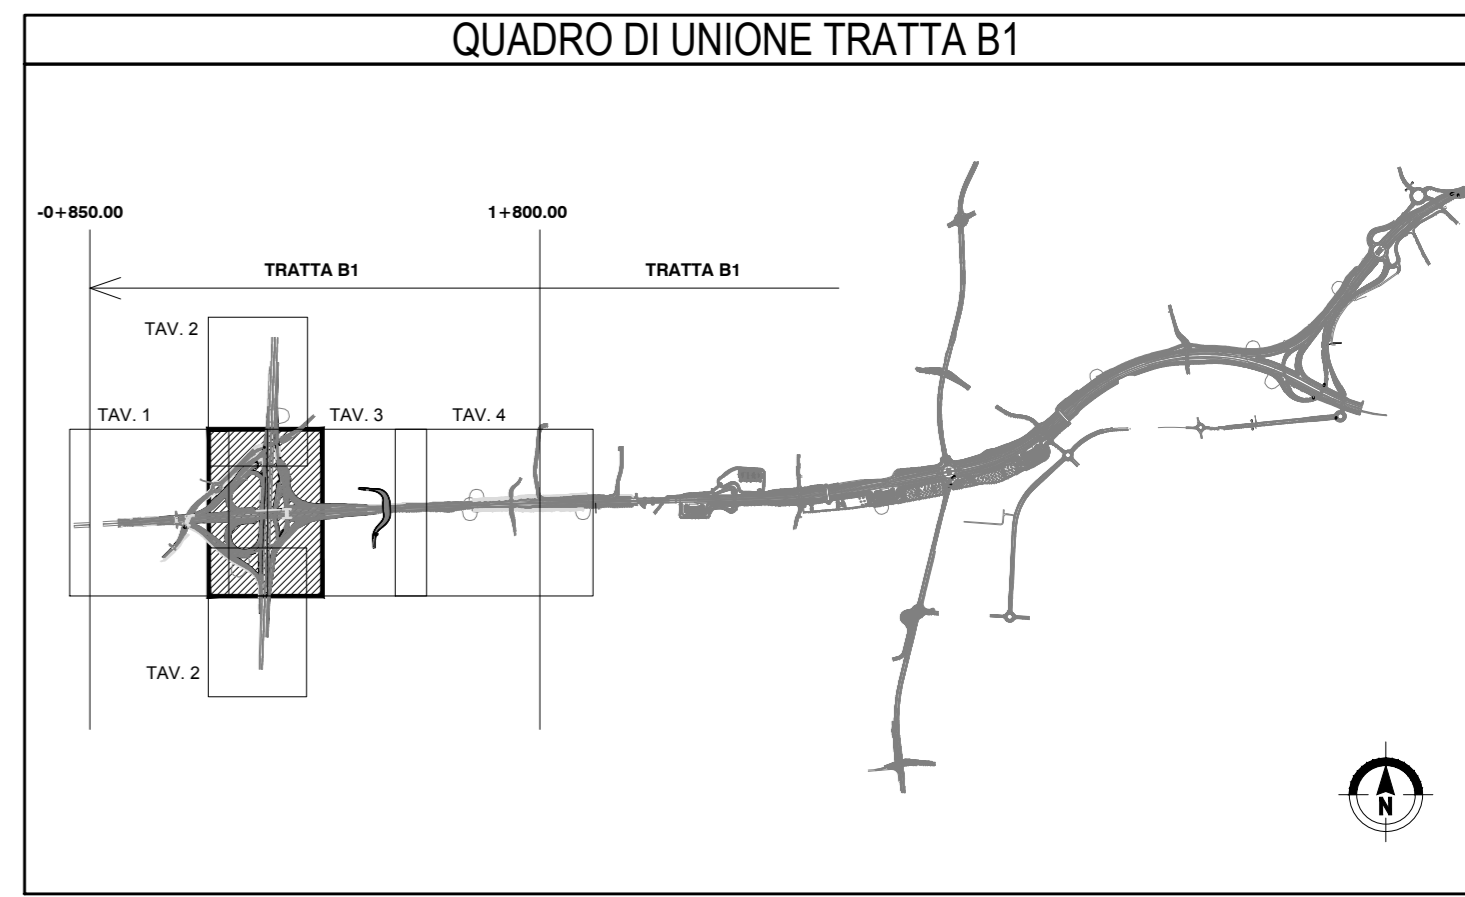 QUADRO DI UNIONE TRATTA B1
-0+850.00
1+800.00
TRATTA B1
TRATTA B1
TAV. 2
TAV. 1
TAV. 3
TAV. 4
TAV. 2
N